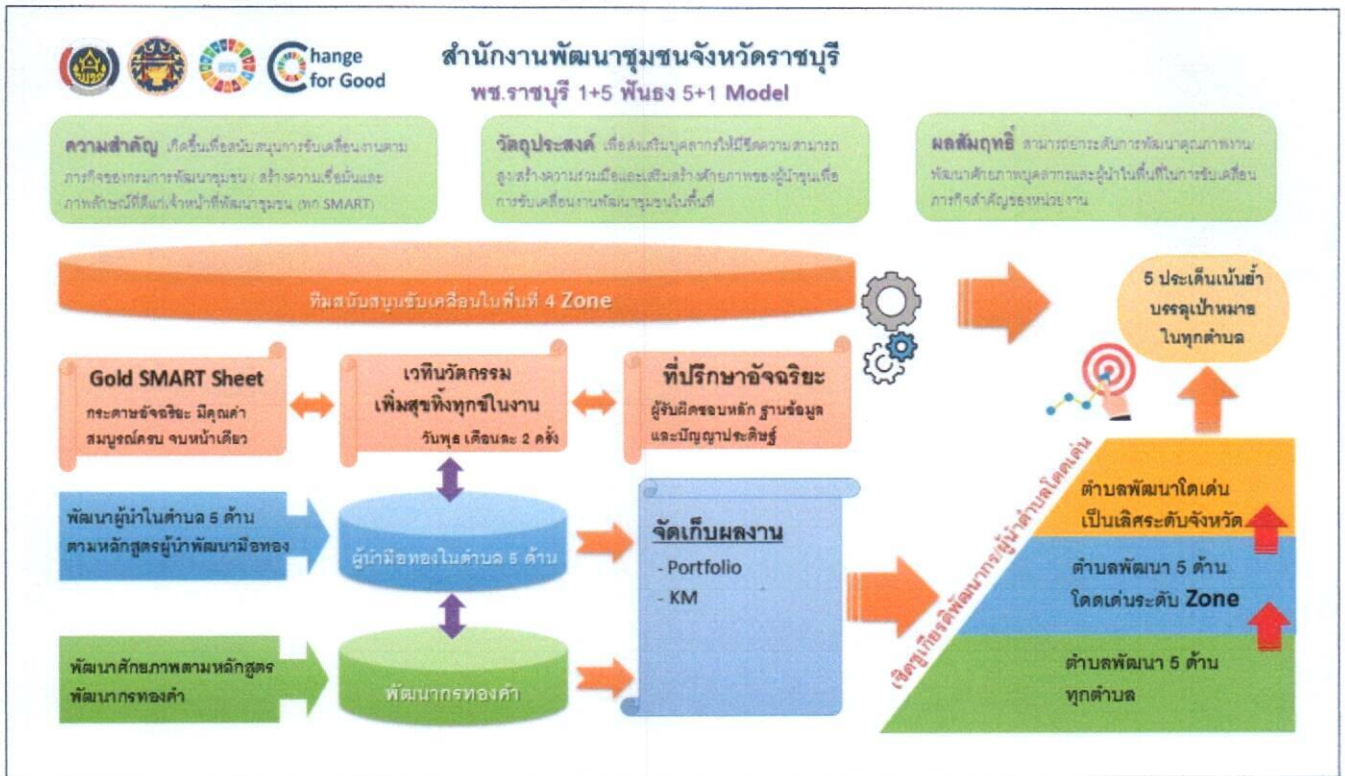 Change
for Good
สำนักงานพัฒนาชุมชนจังหวัดราชบุรี
พช.ราชบุรี 1+5 ฟันธง 5+1 Model
ความสำคัญ เกิดขึ้นเพื่อสนับสนุนการขับเคลื่อนงานตาม
ภารกิจของกรมการพัฒนาชุมชน / สร้างความเชื่อมั่นและ
ภาพลักษณ์ที่ดีแก่เจ้าหน้าที่พัฒนาชุมชน (พก SMART)
วัตถุประสงค์ เพื่อส่งเสริมบุคลากรให้มีขีดความสามารถ
สูง/สร้างความร่วมมือและเสริมสร้างศักยภาพของผู้นำชุนเพื่อ
การขับเคลื่อนงานพัฒนาชุมชนในพื้นที่
ผลสัมฤทธิ์ สามารถยกระดับการพัฒนาคุณภาพงาน/
พัฒนาศักยภาพบุคลากรและผู้นำในพื้นที่ในการขับเคลื่อน
ภารกิจสำคัญของหน่วยงาน
ทีมสนับสนุนขับเคลื่อนในพื้นที่ 4 Zone
5 ประเด็นเน้นย้ำ
บรรลุเป้าหมาย
ในทุกตำบล
Gold SMART Sheet
กระดาษอัจฉริยะ มีคุณค่า
สมบูรณ์ครบ จบหน้าเดียว
เวทีนวัตกรรม
เพิ่มสุขทิ้งทุกข์ในงาน
วันพุธ เดือนละ 2 ครั้ง
ที่ปรึกษาอัจฉริยะ
ผู้รับผิดชอบหลัก ฐานข้อมูล
และปัญญาประดิษฐ์
พัฒนาผู้นำในตำบล 5 ด้าน
ตามหลักสูตรผู้นำพัฒนามือทอง
ผู้นำมือทองในตำบล 5 ด้าน
พัฒนาศักยภาพตามหลักสูตร
พัฒนากรทองคำ
พัฒนากรทองคำ
จัดเก็บผลงาน
- Portfolio
- KM
เชิดชูเกียรติพัฒนากร/ผู้นำตำบลโดดเด่น
ตำบลพัฒนาโดเด่น
เป็นเลิศระดับจังหวัด
ตำบลพัฒนา 5 ด้าน
โดดเด่นระดับ Zone
ตำบลพัฒนา 5 ด้าน
ทุกตำบล